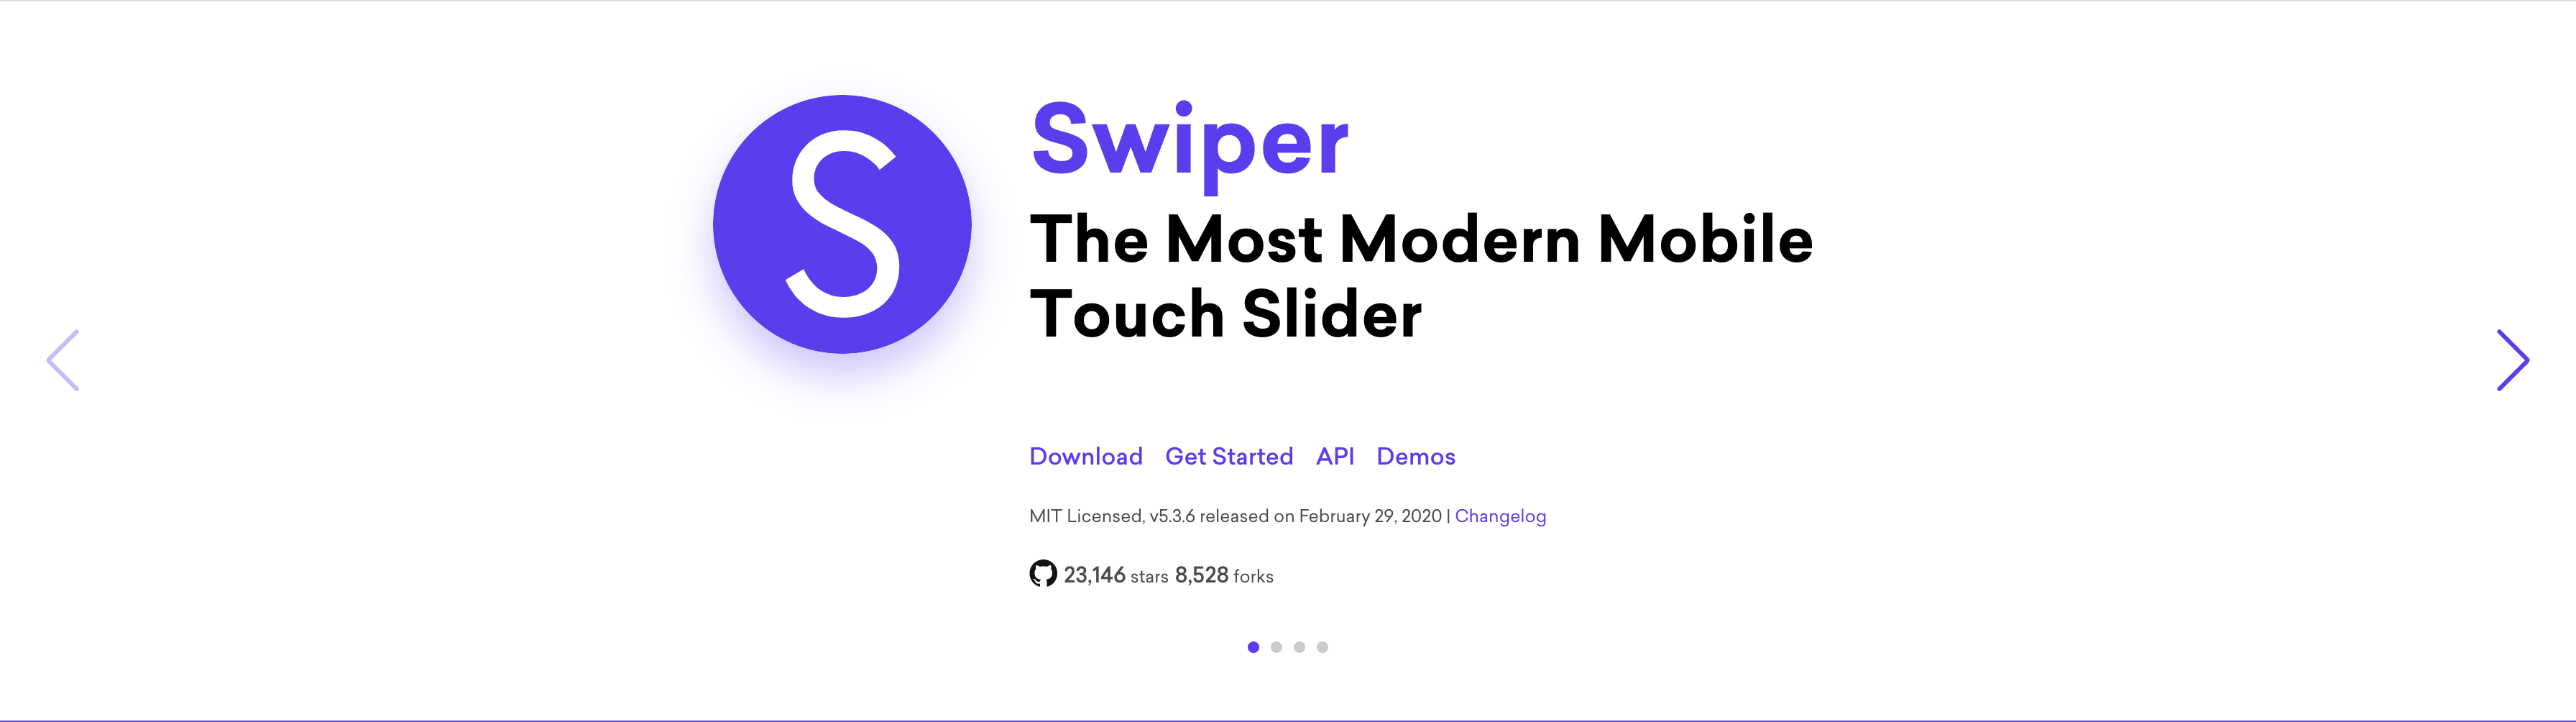 S
Swiper
The Most Modern Mobile
Touch Slider
Download Get Started API Demos
MIT Licensed, v5.3.6 released on February 29, 2020 | Changelog
23,146 stars 8,528 forks